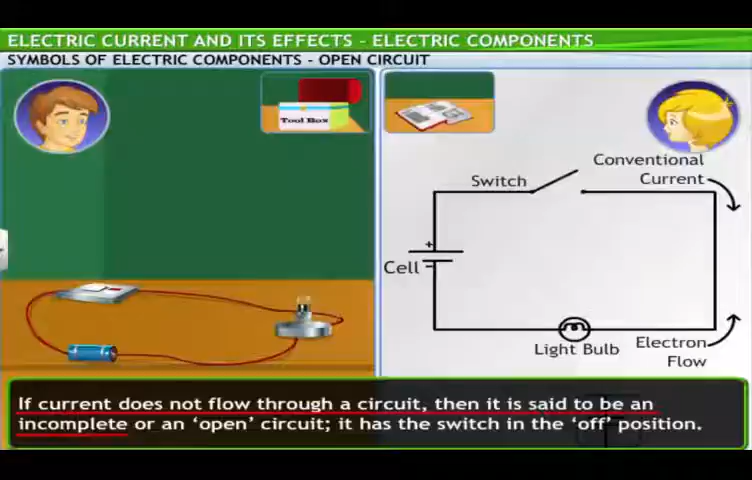 ELECTRIC CURRENT AND ITS EFFECTS - ELECTRIC COMPONENTS
SYMBOLS OF ELECTRIC COMPONENTS - OPEN CIRCUIT
Tool Box
Conventional
Current
Switch
+
Cell
-
Light Bulb
Electron
Flow
If current does not flow through a circuit, then it is said to be an
incomplete or an ‘open’ circuit; it has the switch in the ‘off’ position.